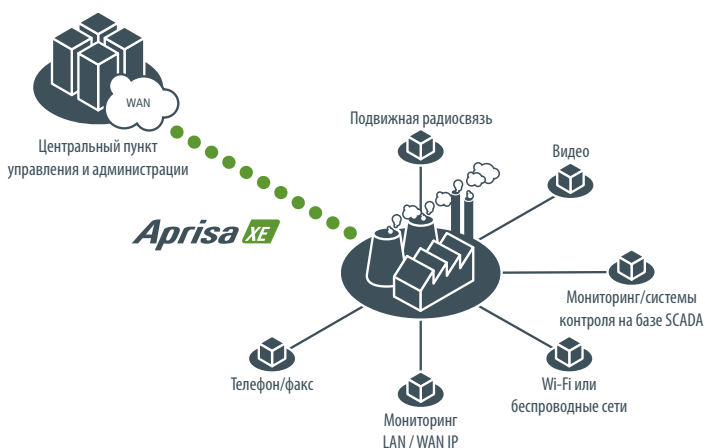 WAN
Центральный пункт
управления и администрации
Подвижная радиосвязь
Видео
Aprisa XE
Мониторинг/системы
контроля на базе SCADA
Телефон/факс
Wi-Fi или
беспроводные сети
Мониторинг
LAN / WAN IP